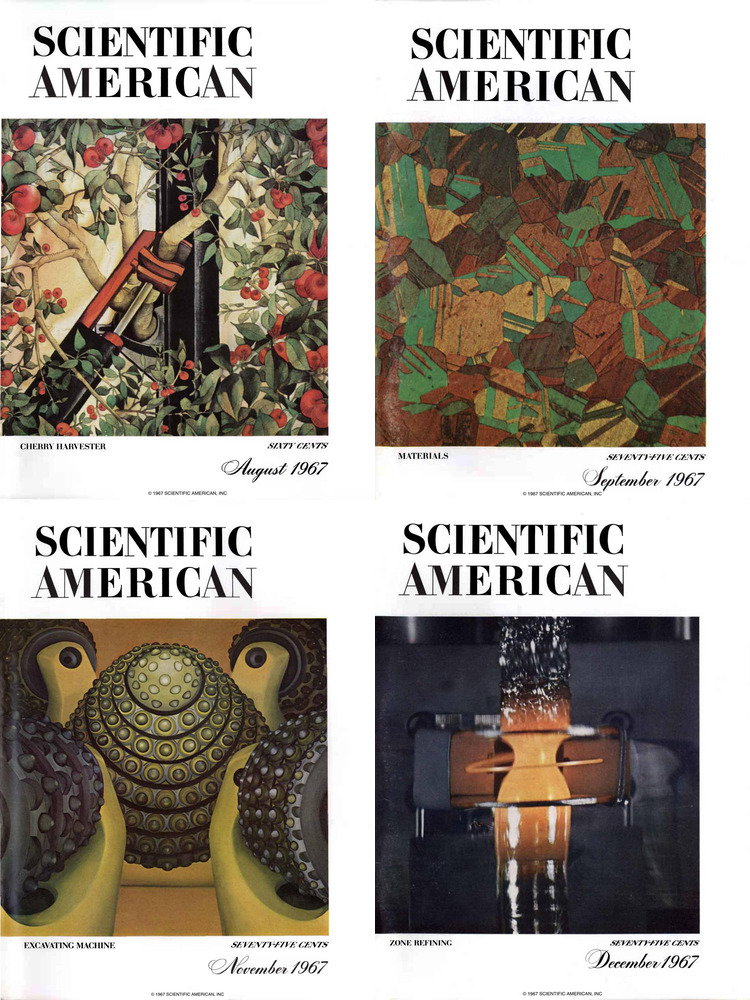 SCIENTIFIC
AMERICAN
CHERRY HARVESTER
SIXTY CENTS
August 1967
© 1967 SCIENTIFIC AMERICAN, INC
SCIENTIFIC
AMERICAN
MATERIALS
SEVENTY-FIVE CENTS
September 1967
© 1967 SCIENTIFIC AMERICAN, INC
SCIENTIFIC
AMERICAN
EXCAVATING MACHINE
SEVENTY-FIVE CENTS
November 1967
© 1967 SCIENTIFIC AMERICAN, INC
SCIENTIFIC
AMERICAN
ZONE REFINING
SEVENTY-FIVE CENTS
December 1967
© 1967 SCIENTIFIC AMERICAN, INC